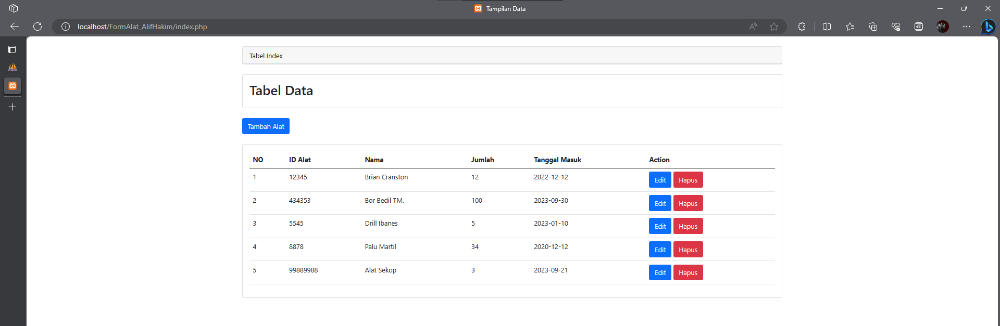 Tampilan Data
localhost/FormAlat_AlifHakim/index.php
Tabel Index
Tabel Data
Tambah Alat
NO ID Alat Nama Jumlah Tanggal Masuk Action
1 12345 Brian Cranston 12 2022-12-12 Edit Hapus
2 434353 Bor Bedil TM. 100 2023-09-30 Edit Hapus
3 5545 Drill Ibanes 5 2023-01-10 Edit Hapus
4 8878 Palu Martil 34 2020-12-12 Edit Hapus
5 99889988 Alat Sekop 3 2023-09-21 Edit Hapus